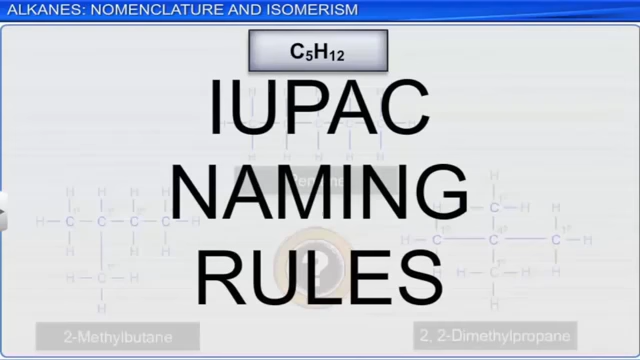 ALKANES: NOMENCLATURE AND ISOMERISM
C₅H₁₂
IUPAC
NAMING
RULES
2-Methylbutane
2, 2-Dimethylpropane